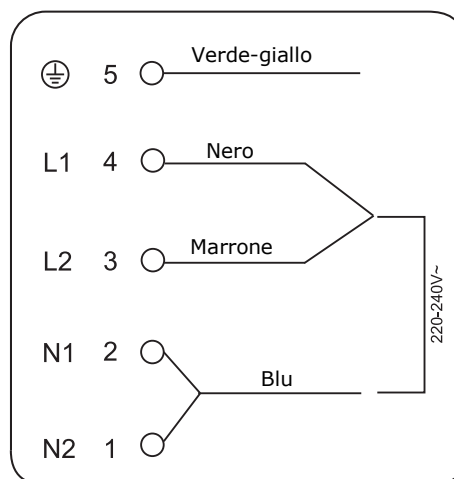 5 Verde-giallo
L1 4 Nero
L2 3 Marrone
220-240V~
N1 2
Blu
N2 1